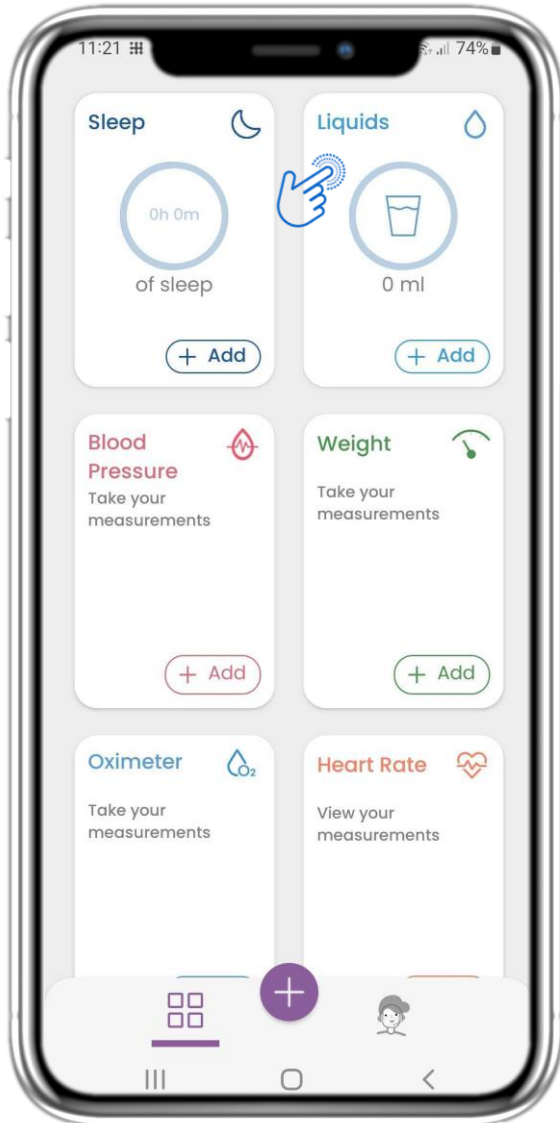 11:21
74%
Sleep
0h 0m
of sleep
+ Add
Liquids
0 ml
+ Add
Blood
Pressure
Take your
measurements
+ Add
Weight
Take your
measurements
+ Add
Oximeter
O2
Take your
measurements
Heart Rate
View your
measurements